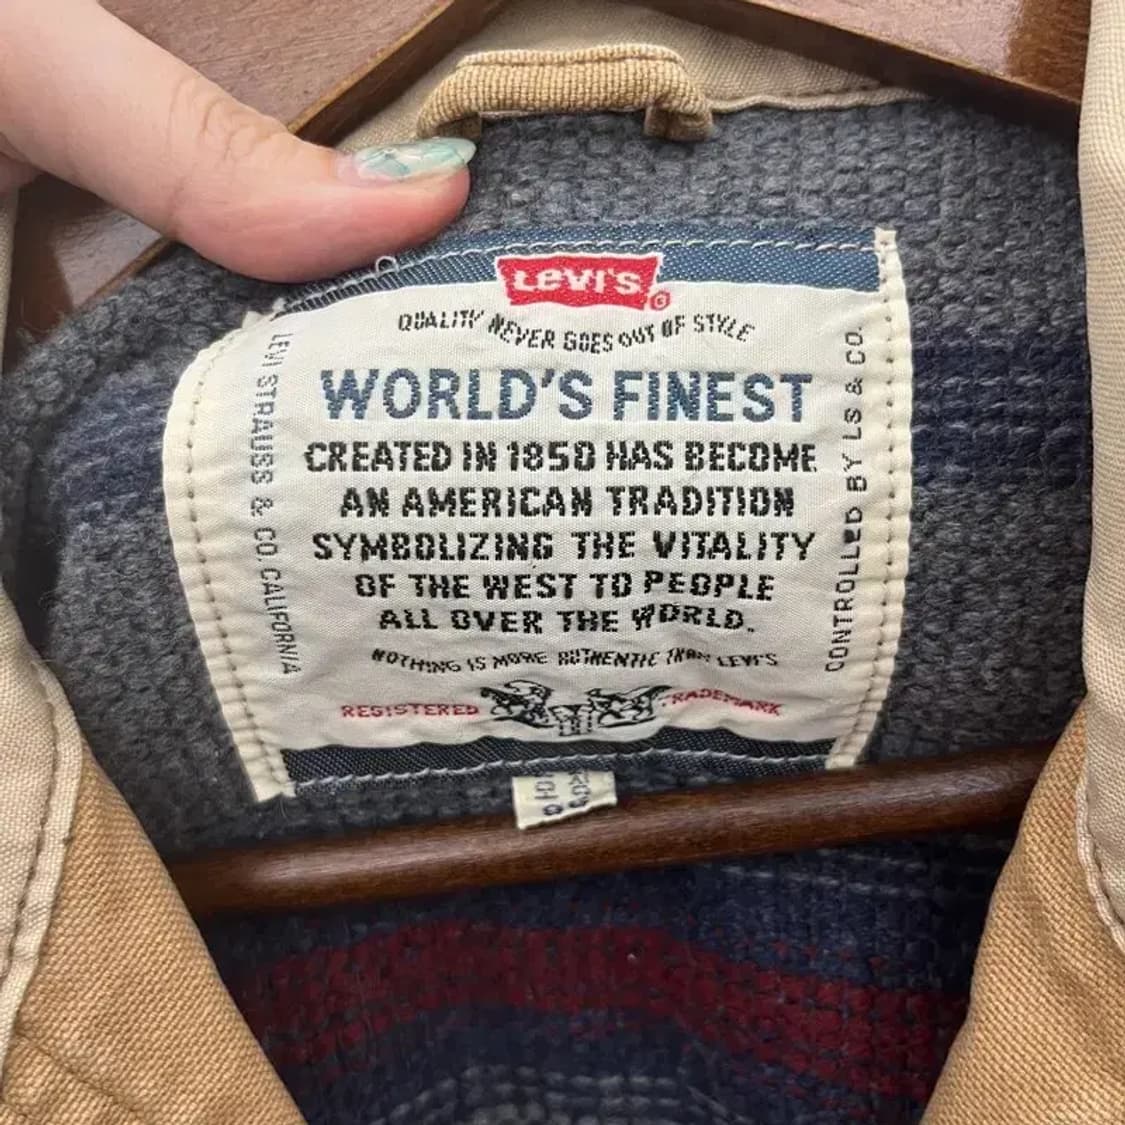 Levi's
QUALITY NEVER GOES OUT OF STYLE
WORLD'S FINEST
CREATED IN 1850 HAS BECOME
AN AMERICAN TRADITION
SYMBOLIZING THE VITALITY
OF THE WEST TO PEOPLE
ALL OVER THE WORLD.
NOTHING IS MORE AUTHENTIC THAN LEVI'S
REGISTERED TRADEMARK
LEVI STRAUSS & CO. CALIFORNIA
CONTROLLED BY LS & CO.